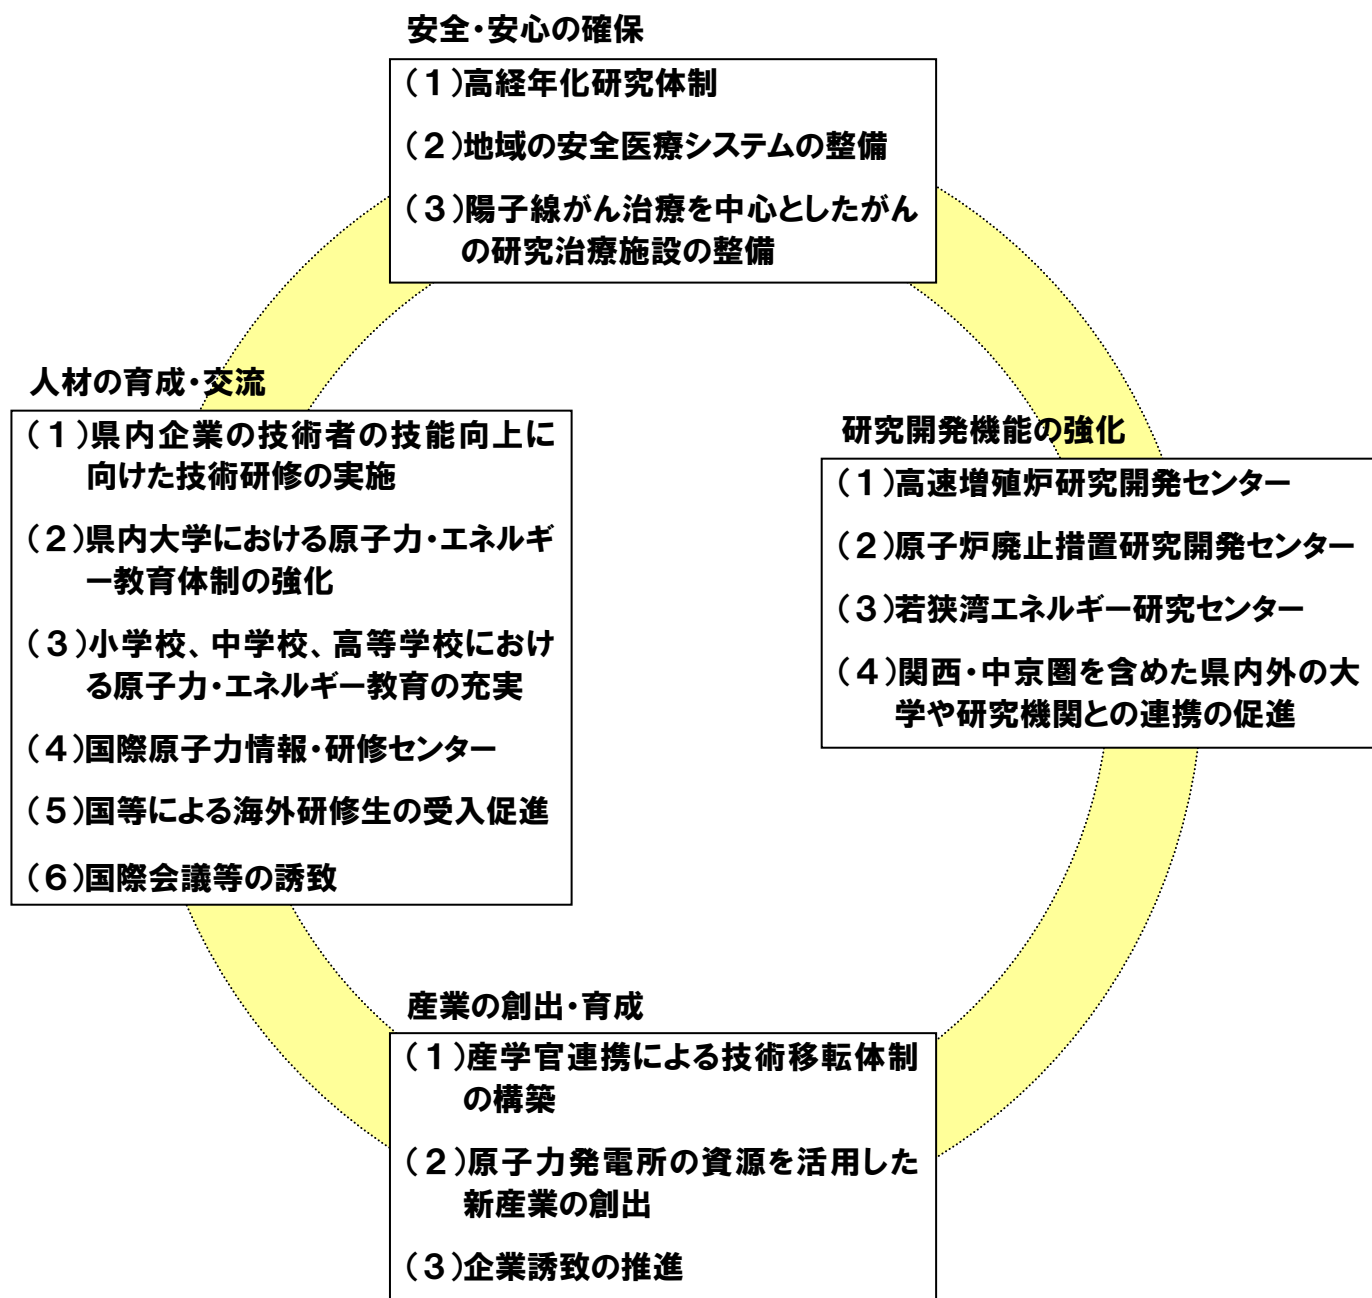 安全・安心の確保
（１）高経年化研究体制
（２）地域の安全医療システムの整備
（３）陽子線がん治療を中心としたがん
の研究治療施設の整備
人材の育成・交流
（１）県内企業の技術者の技能向上に
向けた技術研修の実施
（２）県内大学における原子力・エネルギ
ー教育体制の強化
（３）小学校、中学校、高等学校におけ
る原子力・エネルギー教育の充実
（４）国際原子力情報・研修センター
（５）国等による海外研修生の受入促進
（６）国際会議等の誘致
研究開発機能の強化
（１）高速増殖炉研究開発センター
（２）原子炉廃止措置研究開発センター
（３）若狭湾エネルギー研究センター
（４）関西・中京圏を含めた県内外の大
学や研究機関との連携の促進
産業の創出・育成
（１）産学官連携による技術移転体制
の構築
（２）原子力発電所の資源を活用した
新産業の創出
（３）企業誘致の推進